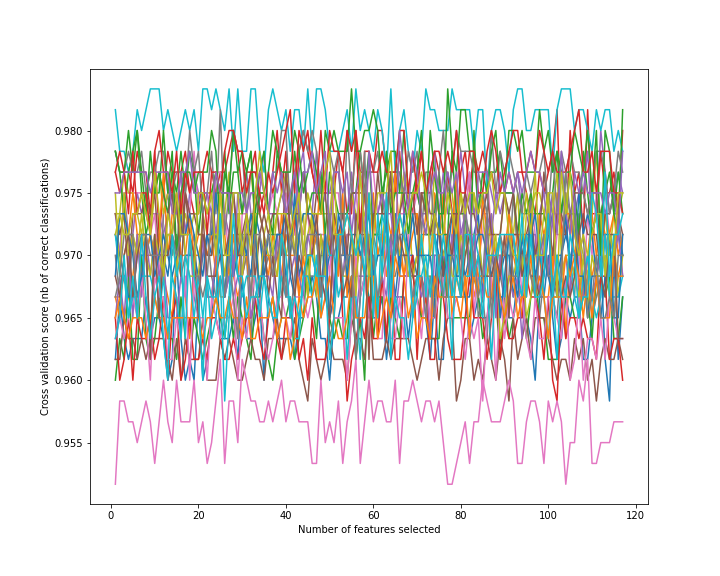 Cross validation score (nb of correct classifications)
0.980
0.975
0.970
0.965
0.960
0.955
0 20 40 60 80 100 120
Number of features selected